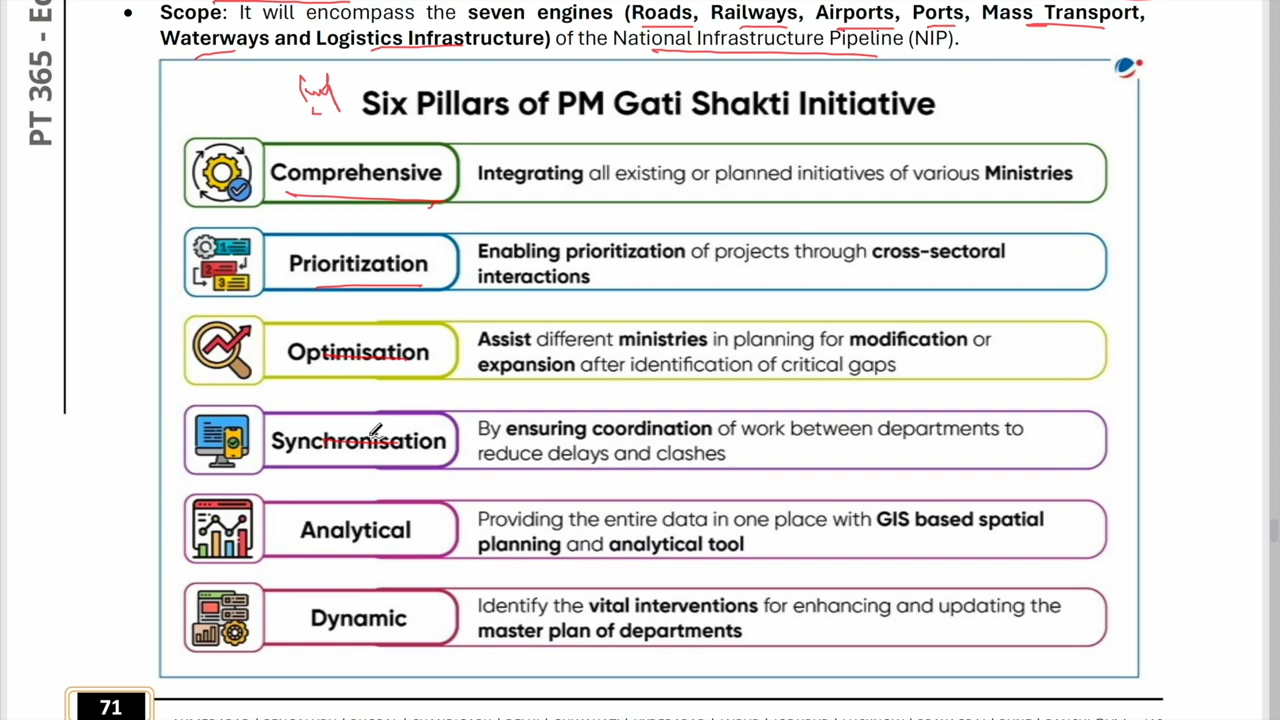 PT 365 - Ec
• Scope: It will encompass the seven engines (Roads, Railways, Airports, Ports, Mass Transport,
Waterways and Logistics Infrastructure) of the National Infrastructure Pipeline (NIP).
Six Pillars of PM Gati Shakti Initiative
Comprehensive
Integrating all existing or planned initiatives of various Ministries
Prioritization
Enabling prioritization of projects through cross-sectoral
interactions
Optimisation
Assist different ministries in planning for modification or
expansion after identification of critical gaps
Synchronisation
By ensuring coordination of work between departments to
reduce delays and clashes
Analytical
Providing the entire data in one place with GIS based spatial
planning and analytical tool
Dynamic
Identify the vital interventions for enhancing and updating the
master plan of departments
71